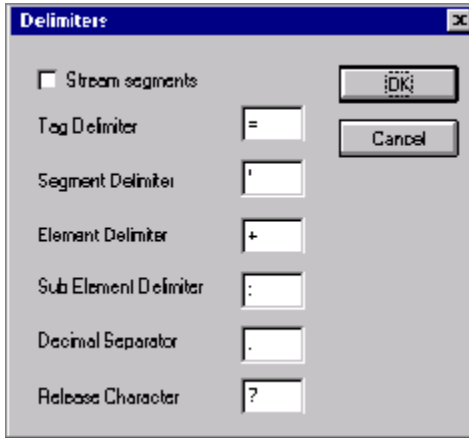 Delimiters
Stream segments
OK
Tag Delimiter =
Cancel
Segment Delimiter '
Element Delimiter +
Sub Element Delimiter :
Decimal Separator .
Release Character ?